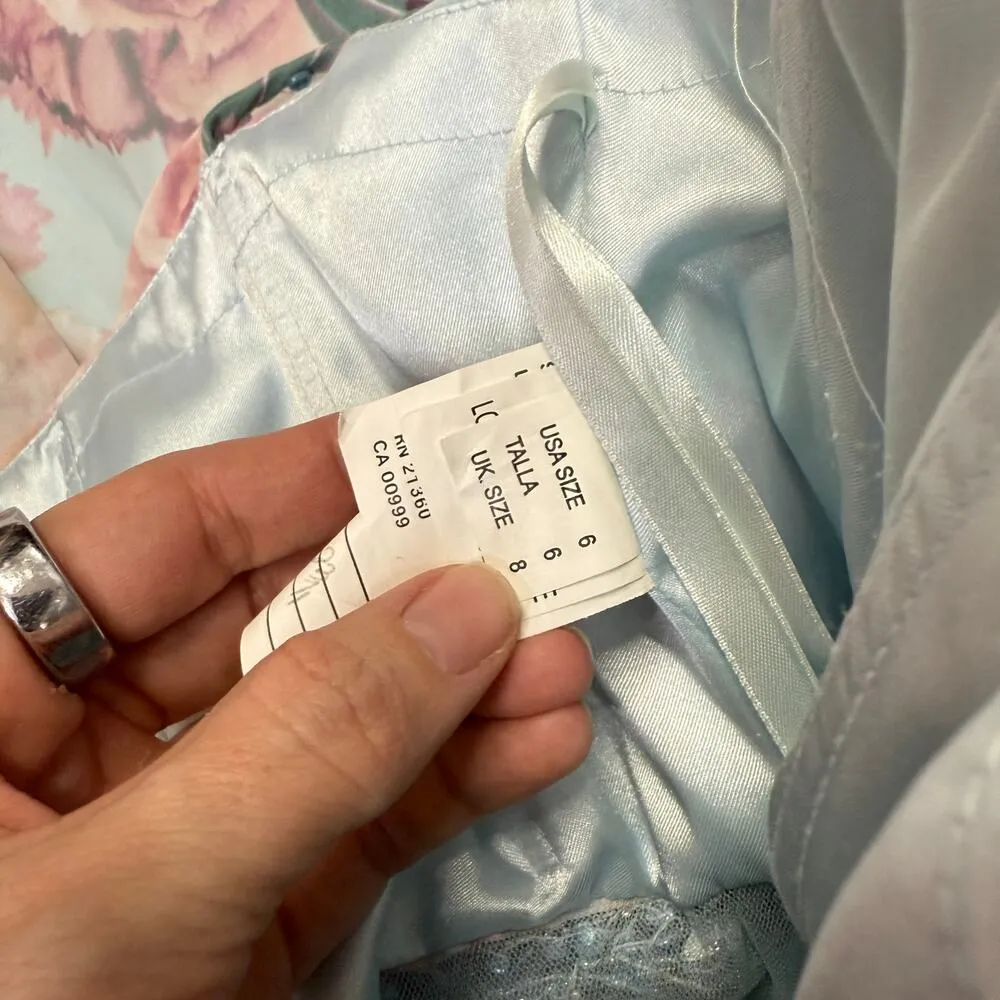 USA SIZE 6
TALLA 6
UK. SIZE 8
RN 21360
CA 00999